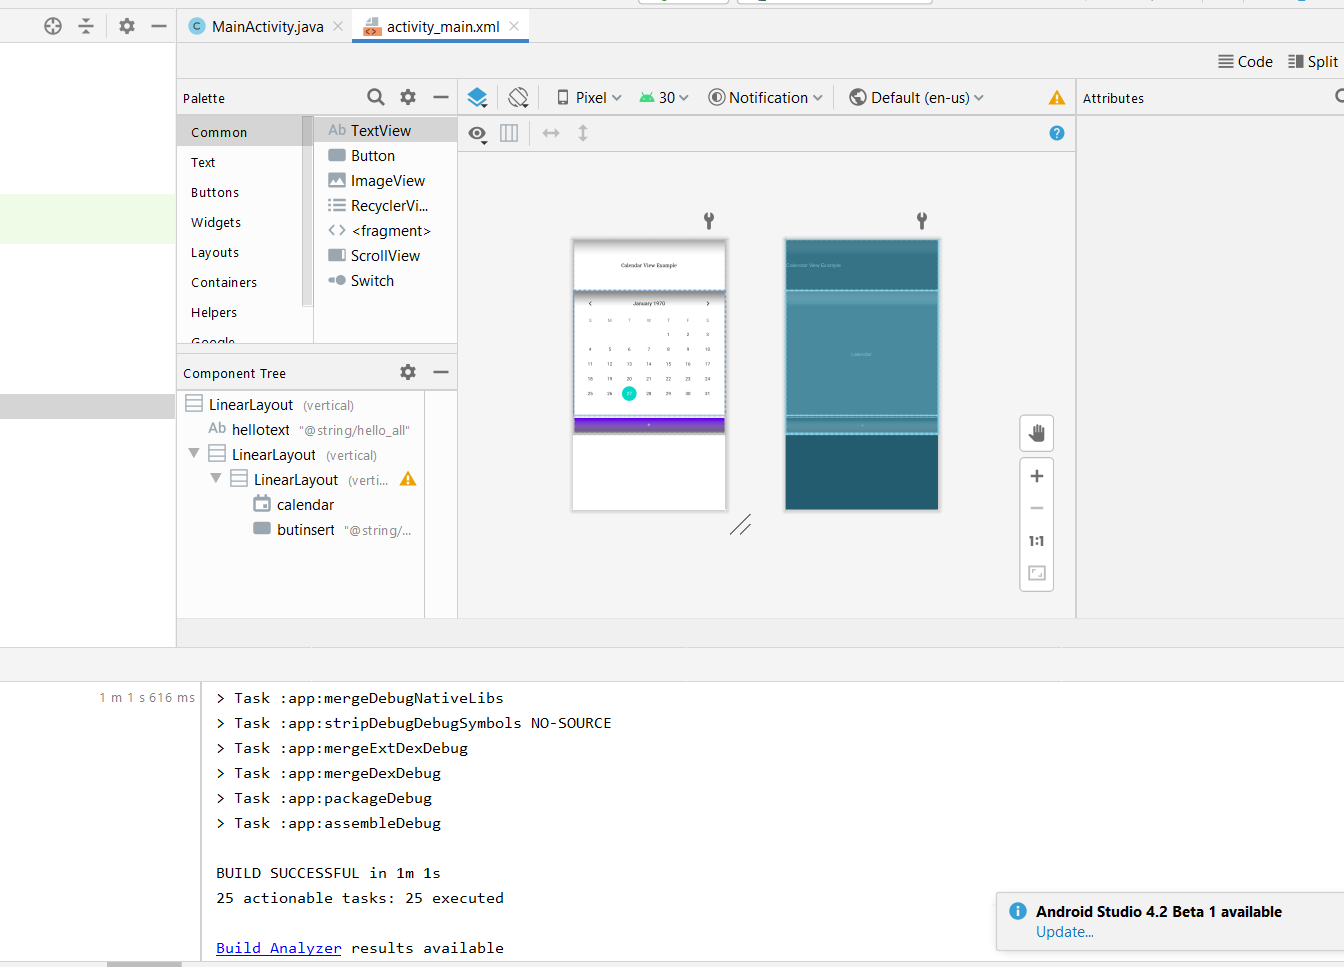 MainActivity.java
activity_main.xml
Code
Split
Palette
Pixel
30
Notification
Default (en-us)
Attributes
Common
Text
Buttons
Widgets
Layouts
Containers
Helpers
Google
Ab TextView
Button
ImageView
RecyclerVi...
<fragment>
ScrollView
Switch
Calendar View Example
January 1970
S M T W T F S
1 2 3
4 5 6 7 8 9 10
11 12 13 14 15 16 17
18 19 20 21 22 23 24
25 26 27 28 29 30 31
+
Calendar View Example
calendar
Component Tree
LinearLayout (vertical)
Ab hellotext "@string/hello_all"
LinearLayout (vertical)
LinearLayout (verti...
calendar
butinsert "@string/...
1:1
1 m 1 s 616 ms
> Task :app:mergeDebugNativeLibs
> Task :app:stripDebugDebugSymbols NO-SOURCE
> Task :app:mergeExtDexDebug
> Task :app:mergeDexDebug
> Task :app:packageDebug
> Task :app:assembleDebug
BUILD SUCCESSFUL in 1m 1s
25 actionable tasks: 25 executed
Build Analyzer results available
Android Studio 4.2 Beta 1 available
Update...